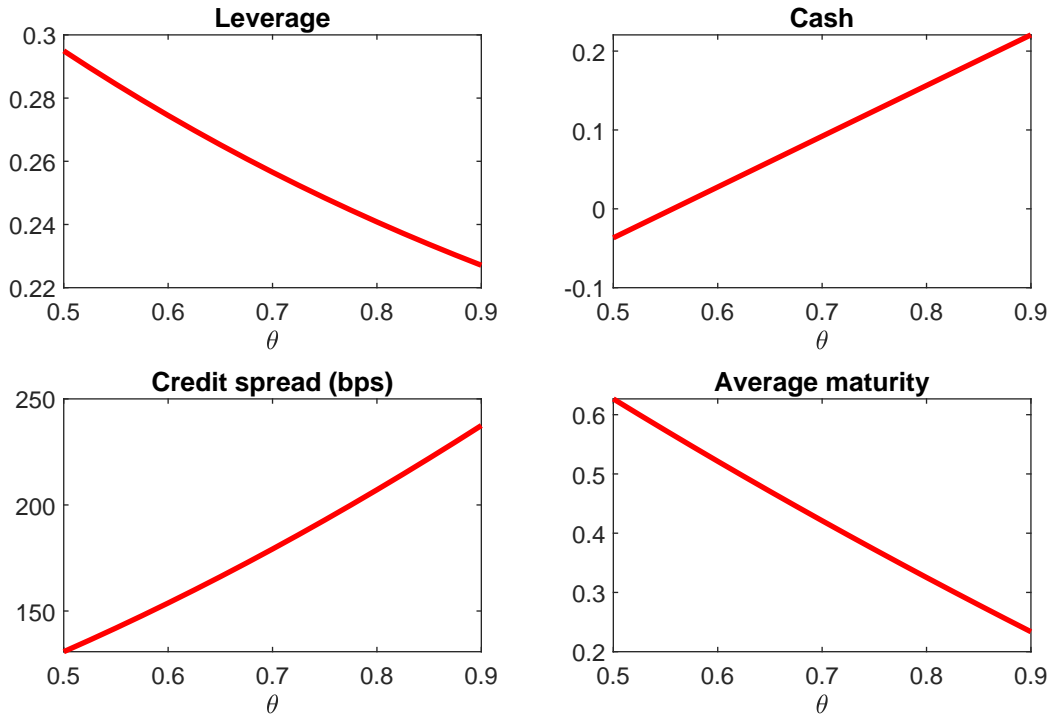 Leverage
0.3
0.28
0.26
0.24
0.22
0.5 0.6 0.7 0.8 0.9
θ
Cash
0.2
0.1
0
-0.1
0.5 0.6 0.7 0.8 0.9
θ
Credit spread (bps)
250
200
150
0.5 0.6 0.7 0.8 0.9
θ
Average maturity
0.6
0.5
0.4
0.3
0.2
0.5 0.6 0.7 0.8 0.9
θ